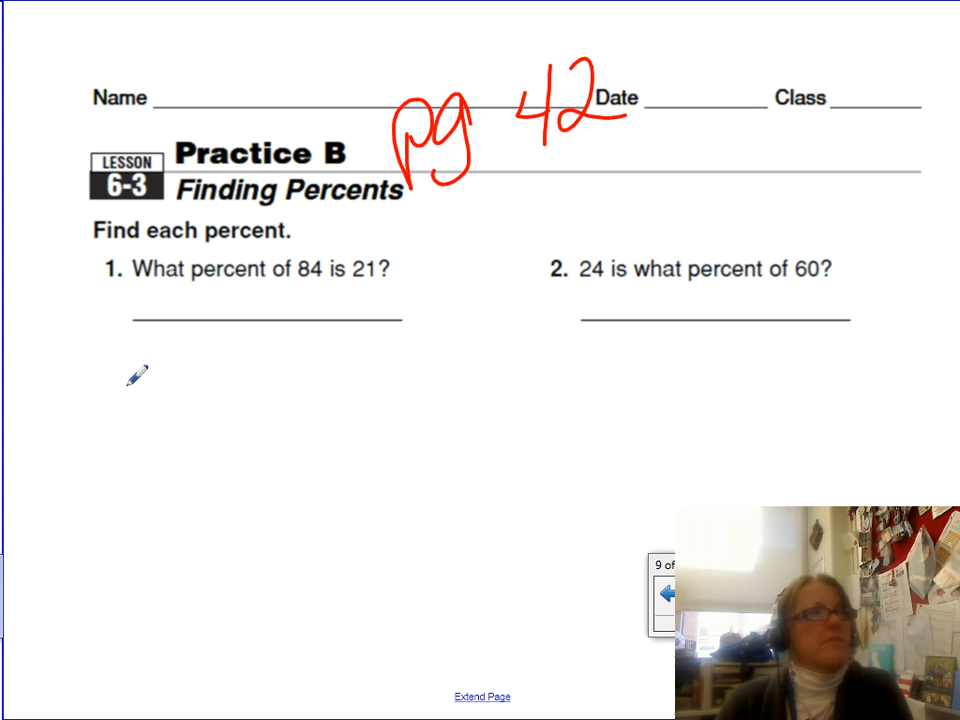 Name Date Class
pg 42
LESSON
6-3
Practice B
Finding Percents
Find each percent.
1. What percent of 84 is 21?
2. 24 is what percent of 60?
9 of
Extend Page